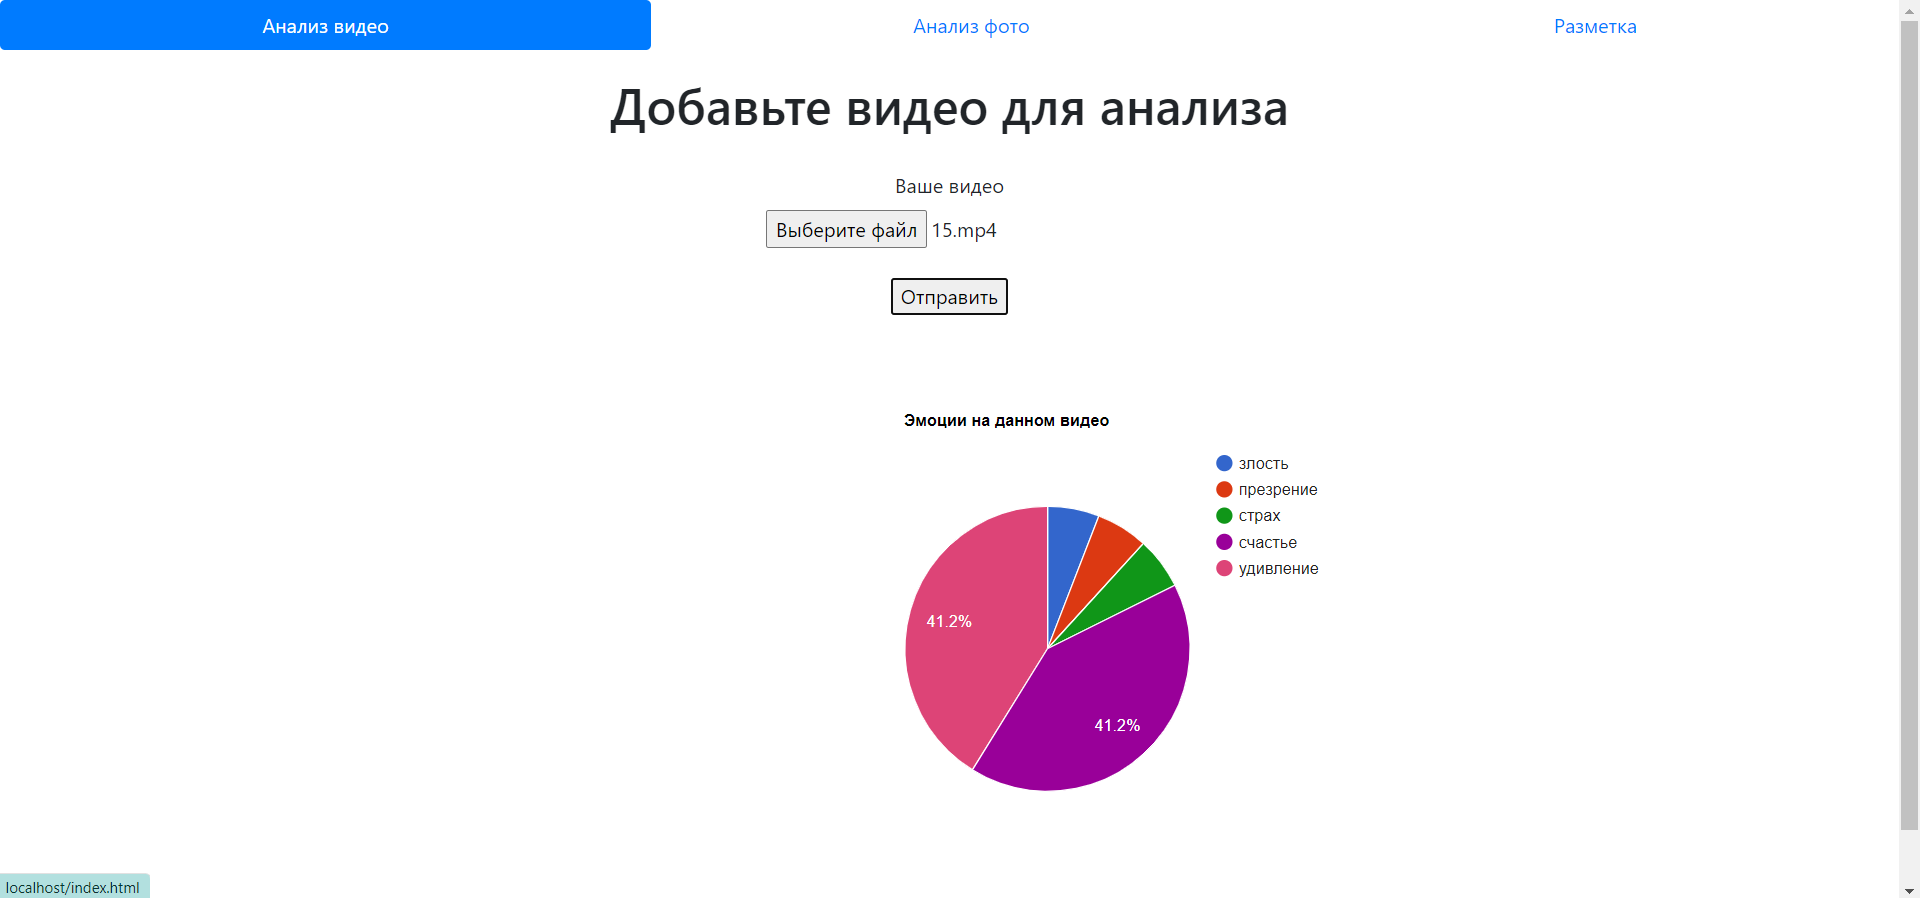 Анализ видео
Анализ фото
Разметка
Добавьте видео для анализа
Ваше видео
Выберите файл 15.mp4
Отправить
Эмоции на данном видео
злость
презрение
страх
счастье
удивление
41.2%
41.2%
localhost/index.html